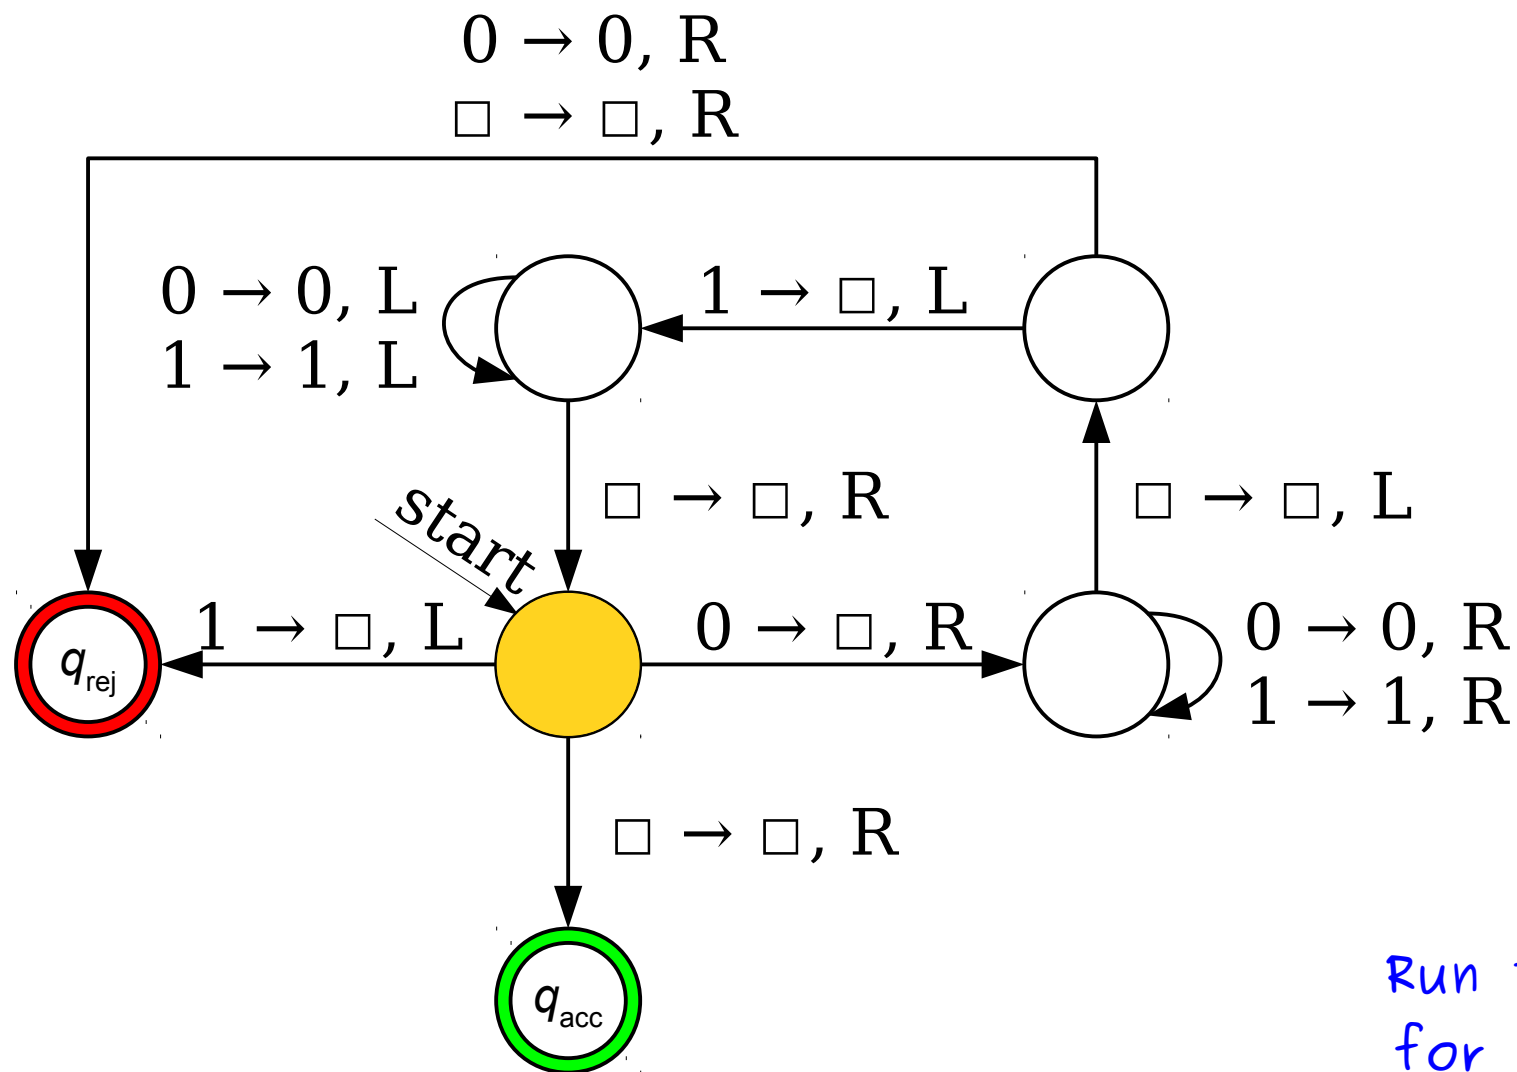 0 → 0, R
□ → □, R
0 → 0, L
1 → 1, L
1 → □, L
□ → □, R
□ → □, L
start
q_rej
1 → □, L
0 → □, R
0 → 0, R
1 → 1, R
□ → □, R
q_acc
Run
for